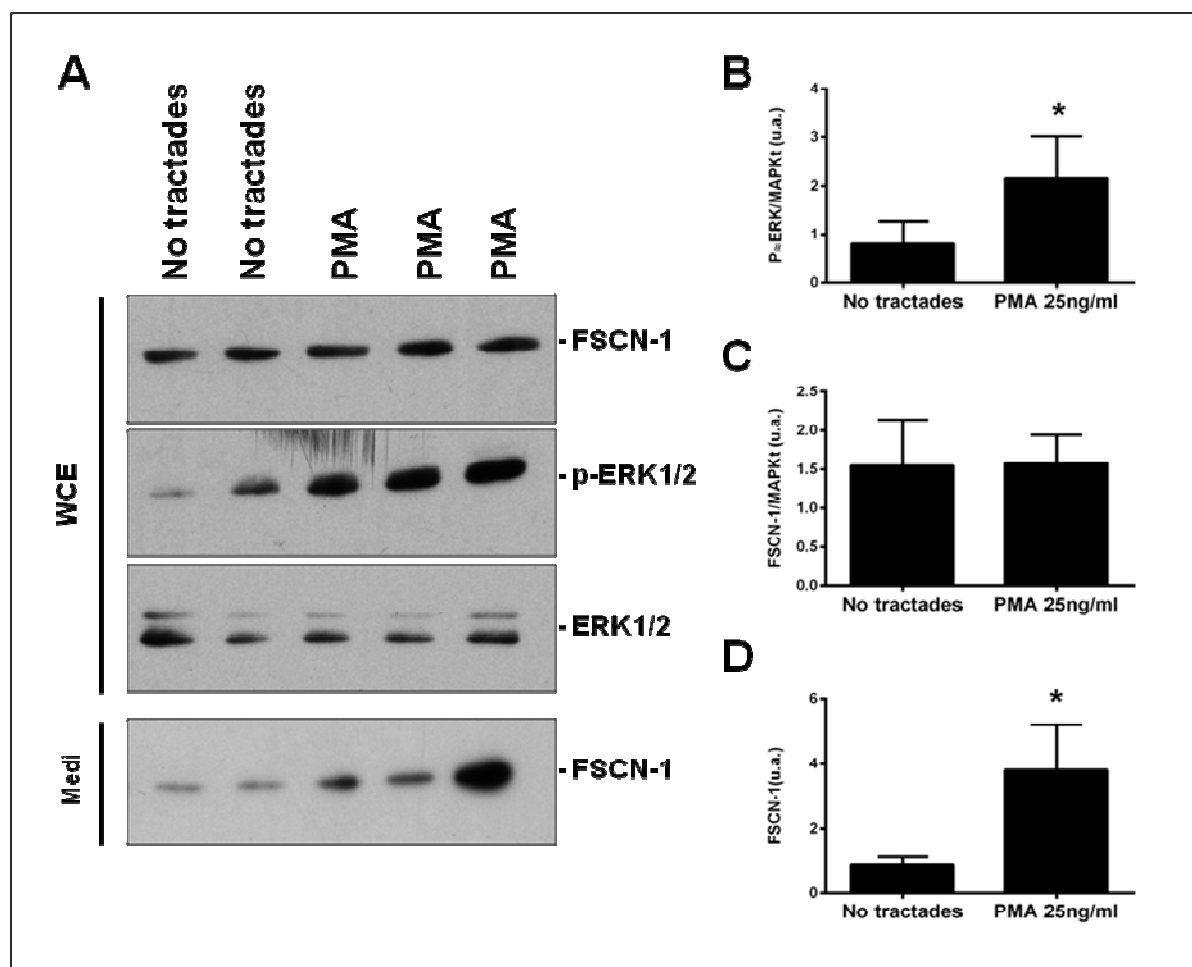 A
No tractades
No tractades
PMA
PMA
PMA
WCE
- FSCN-1
- p-ERK1/2
- ERK1/2
Medi
- FSCN-1
B
P≈ERK/MAPKt (u.a.)
4
3
2
1
0
*
No tractades
PMA 25ng/ml
C
FSCN-1/MAPKt (u.a.)
2.5
2.0
1.5
1.0
0.5
0.0
No tractades
PMA 25ng/ml
D
FSCN-1(u.a.)
6
4
2
0
*
No tractades
PMA 25ng/ml